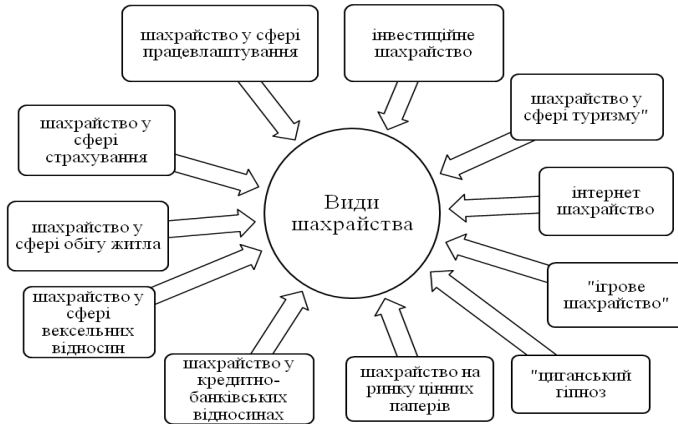 шахрайство у сфері
працевлаштування
інвестиційне
шахрайство
шахрайство у
сфері туризму"
шахрайство у
сфері
страхування
Види
шахрайства
інтернет
шахрайство
шахрайство у
сфері обігу житла
"ігрове
шахрайство"
шахрайство у
сфері
вексельних
відносин
шахрайство у
кредитно-
банківських
відносинах
шахрайство на
ринку цінних
паперів
"циганський
гіпноз